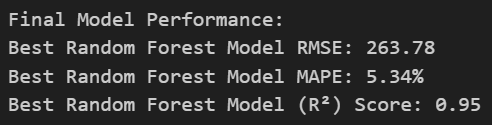 Final Model Performance:
Best Random Forest Model RMSE: 263.78
Best Random Forest Model MAPE: 5.34%
Best Random Forest Model (R²) Score: 0.95